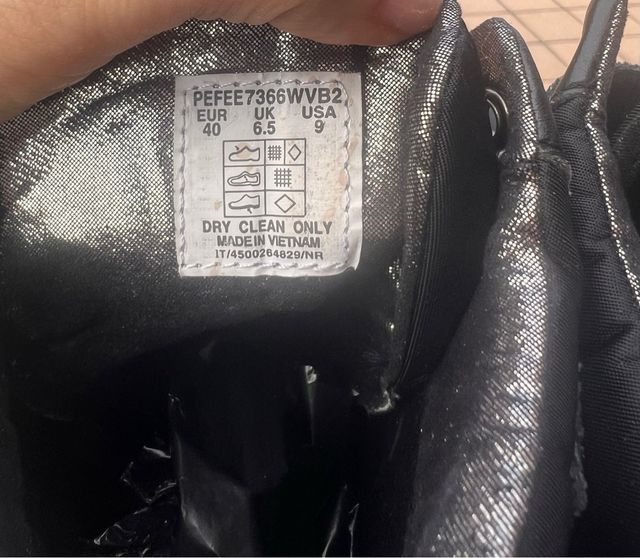 PEFEE7366WVB2
EUR UK USA
40 6.5 9
DRY CLEAN ONLY
MADE IN VIETNAM
IT/4500264829/NR